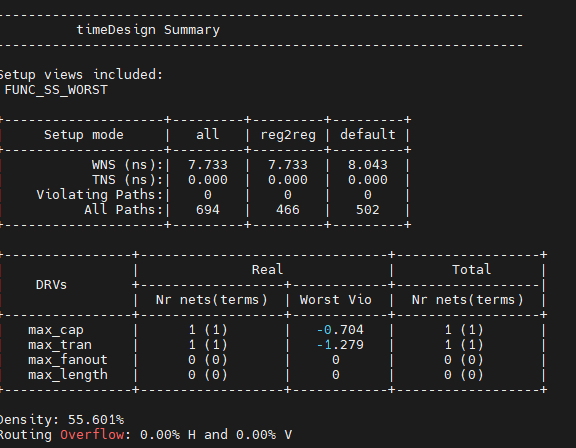 ------------------------------------------------------------
timeDesign Summary
------------------------------------------------------------
Setup views included:
FUNC_SS_WORST
+--------------------+---------+---------+---------+
| Setup mode | all | reg2reg | default |
+--------------------+---------+---------+---------+
| WNS (ns):| 7.733 | 7.733 | 8.043 |
| TNS (ns):| 0.000 | 0.000 | 0.000 |
| Violating Paths:| 0 | 0 | 0 |
| All Paths:| 694 | 466 | 502 |
+--------------------+---------+---------+---------+
+----------------+-------------------------------+------------------+
| | Real | Total |
| DRVs +------------------+------------+------------------|
| | Nr nets(terms) | Worst Vio | Nr nets(terms) |
+----------------+------------------+------------+------------------+
| max_cap | 1 (1) | -0.704 | 1 (1) |
| max_tran | 1 (1) | -1.279 | 1 (1) |
| max_fanout | 0 (0) | 0 | 0 (0) |
| max_length | 0 (0) | 0 | 0 (0) |
+----------------+------------------+------------+------------------+
Density: 55.601%
Routing Overflow: 0.00% H and 0.00% V